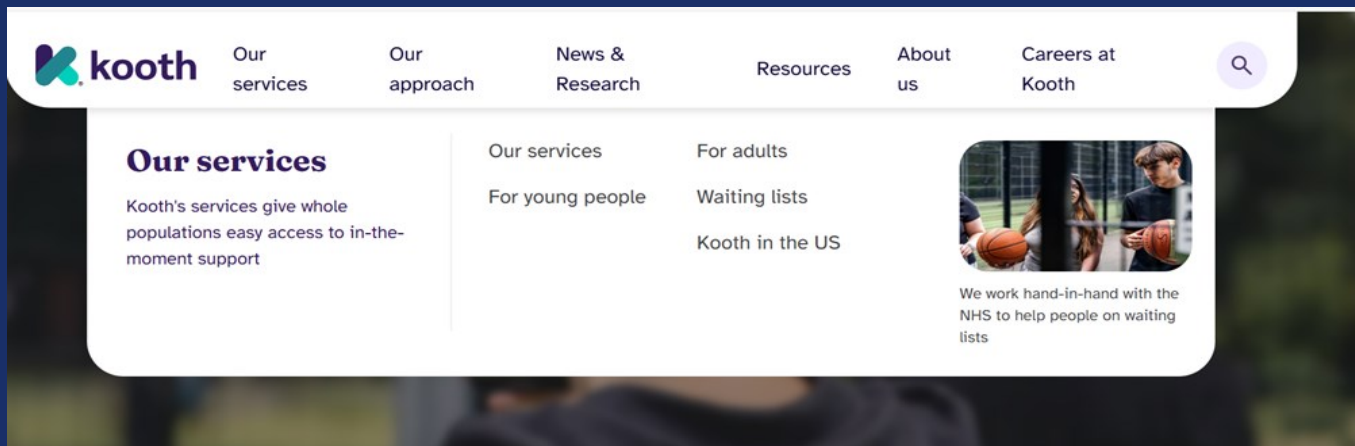 kooth
Our
services
Our
approach
News &
Research
Resources
About
us
Careers at
Kooth
Our services
Kooth's services give whole
populations easy access to in-the-
moment support
Our services
For young people
For adults
Waiting lists
Kooth in the US
We work hand-in-hand with the
NHS to help people on waiting
lists